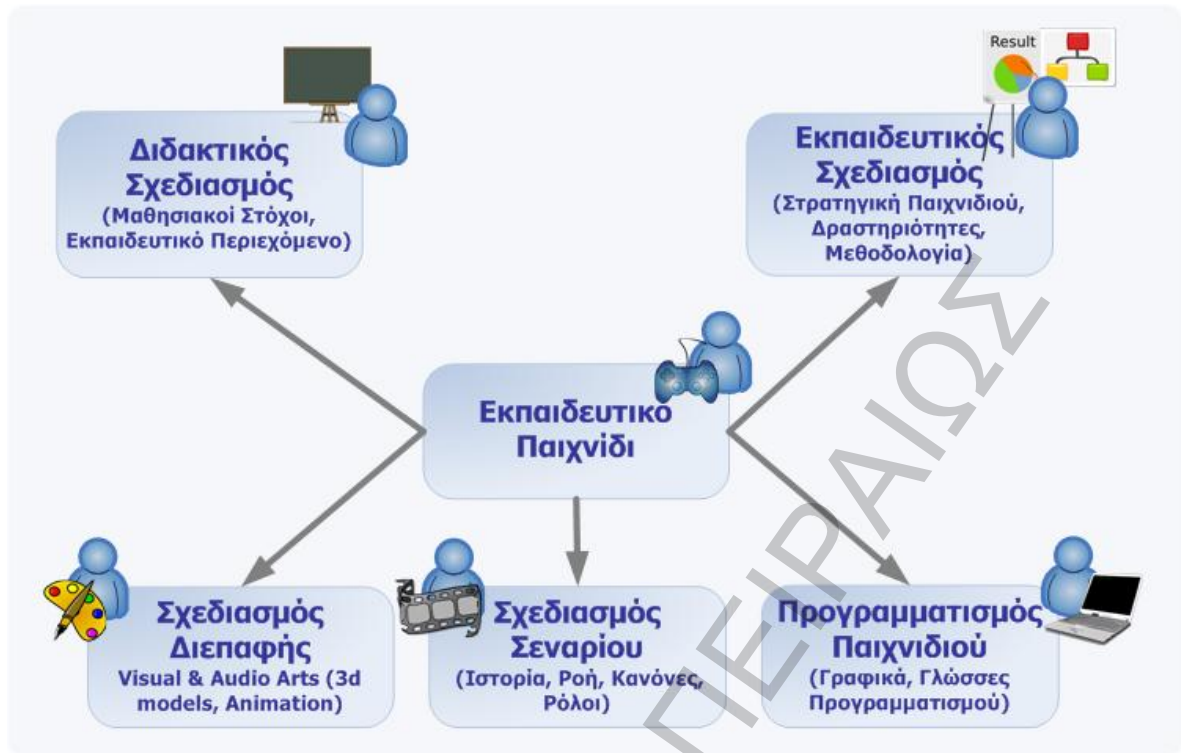 Result
Διδακτικός
Σχεδιασμός
(Μαθησιακοί Στόχοι,
Εκπαιδευτικό Περιεχόμενο)
Εκπαιδευτικός
Σχεδιασμός
(Στρατηγική Παιχνιδιού,
Δραστηριότητες,
Μεθοδολογία)
Εκπαιδευτικό
Παιχνίδι
Σχεδιασμός
Διεπαφής
Visual & Audio Arts (3d
models, Animation)
Σχεδιασμός
Σεναρίου
(Ιστορία, Ροή, Κανόνες,
Ρόλοι)
Προγραμματισμός
Παιχνιδιού
(Γραφικά, Γλώσσες
Προγραμματισμού)
ΠΕΙΡΑΙΩΣ